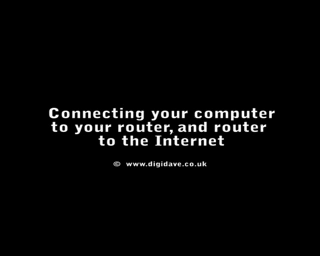 Connecting your computer
to your router, and router
to the Internet
© www.digidave.co.uk